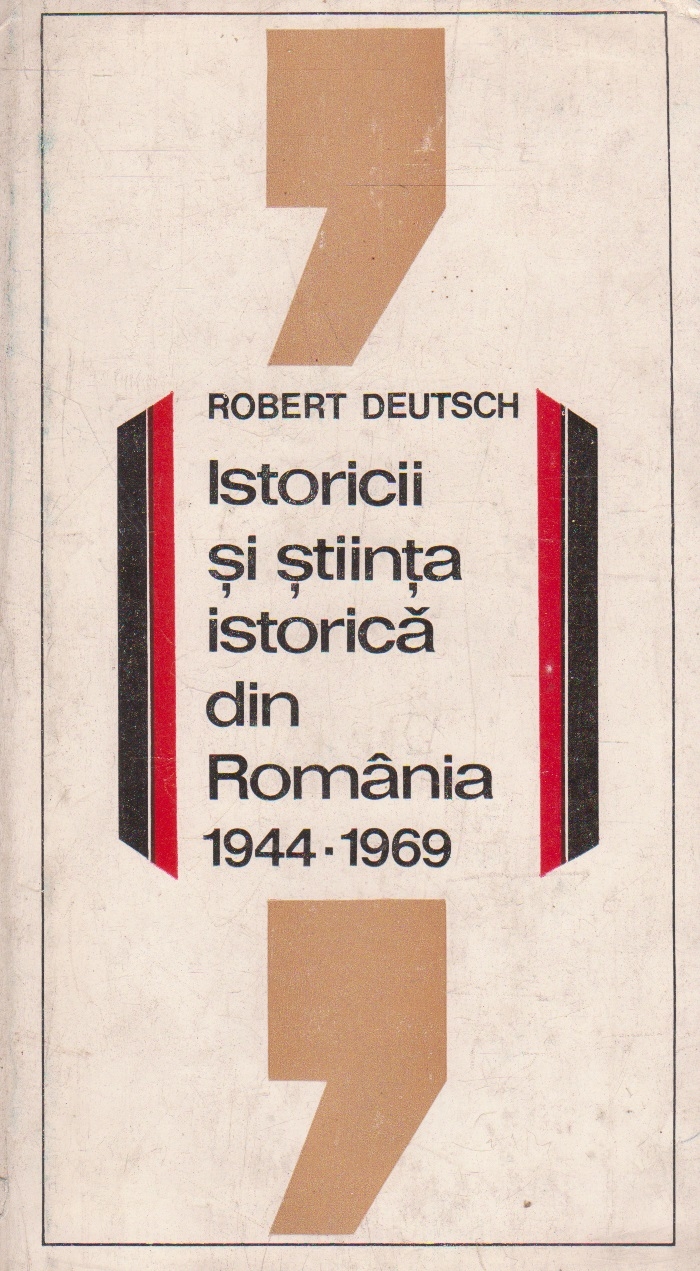 ROBERT DEUTSCH
Istoricii
și știința
istorică
din
România
1944·1969